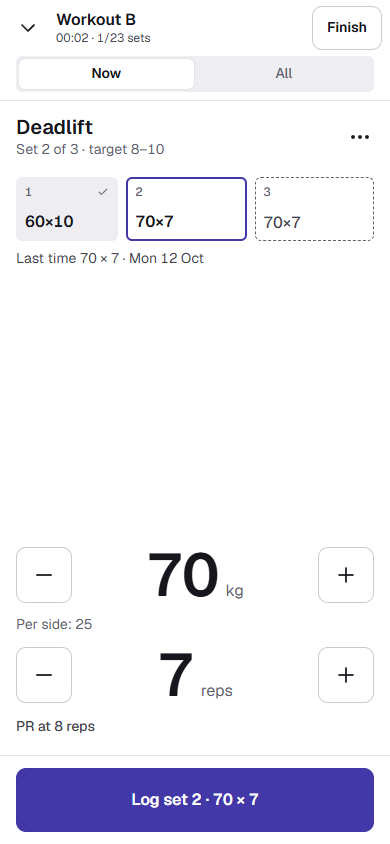 Workout B
00:02 · 1/23 sets
Finish
Now
All
Deadlift
Set 2 of 3 · target 8–10
1
60×10
2
70×7
3
70×7
Last time 70 × 7 · Mon 12 Oct
70 kg
Per side: 25
7 reps
PR at 8 reps
Log set 2 · 70 × 7